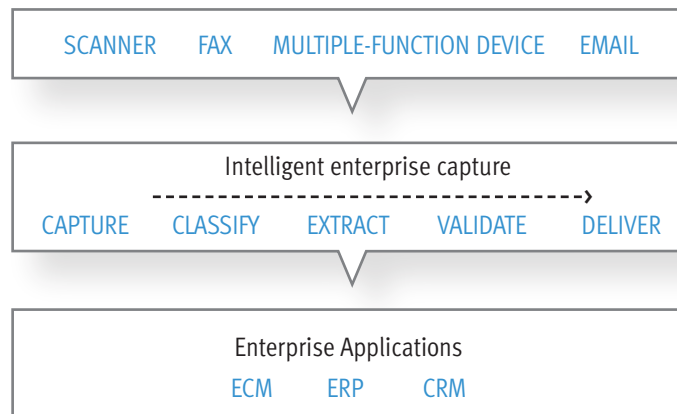 SCANNER FAX MULTIPLE-FUNCTION DEVICE EMAIL
Intelligent enterprise capture
CAPTURE CLASSIFY EXTRACT VALIDATE DELIVER
Enterprise Applications
ECM ERP CRM